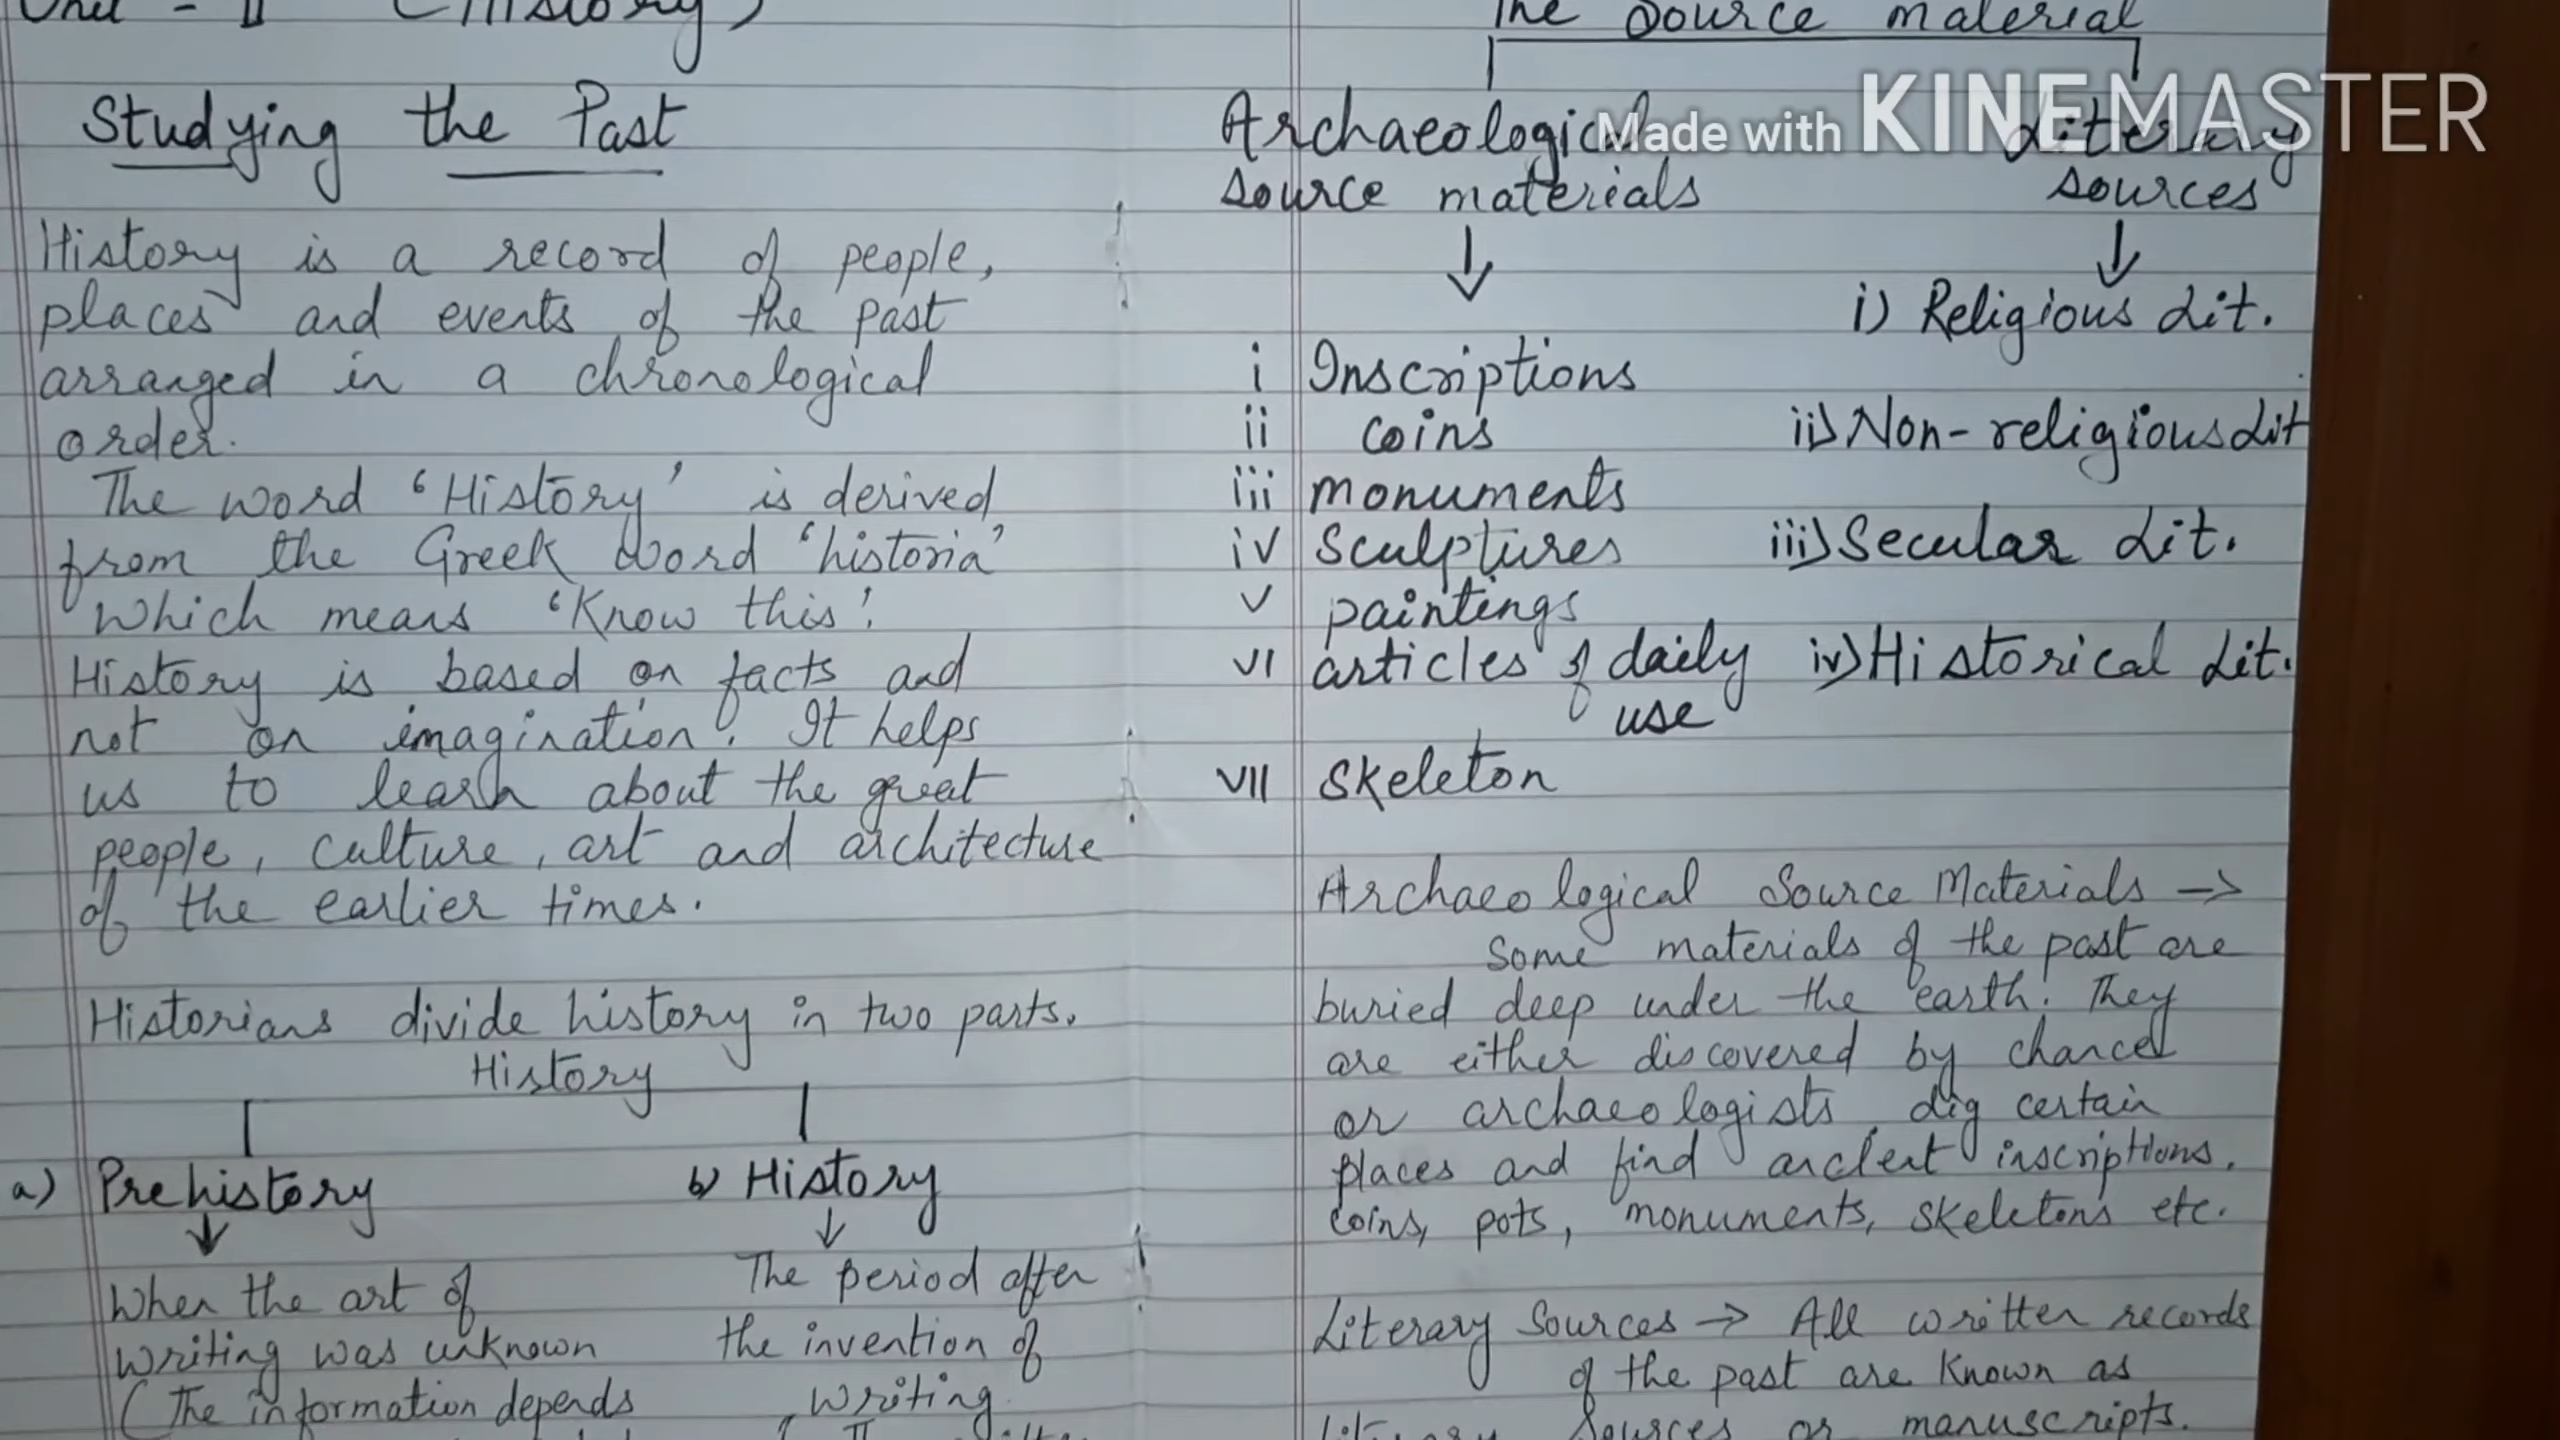 Unit - II (History)
Studying the Past
History is a record of people,
places and events of the past
arranged in a chronological
order.
The word 'History' is derived
from the Greek word 'historia'
which means 'Know this'.
History is based on facts and
not on imagination. It helps
us to learn about the great
people, culture, art and architecture
of the earlier times.
Historians divide history in two parts.
History
a) Prehistory
When the art of
writing was unknown
(The information depends
b) History
The period after
the invention of
writing.
The Source material
Archaeological
source materials
i Inscriptions
ii coins
iii monuments
iv sculptures
v paintings
VI articles of daily
use
VII skeleton
Literary
sources
i) Religious Lit.
ii) Non-religious Lit
iii) Secular Lit.
iv) Historical Lit.
Archaeological Source Materials →
Some materials of the past are
buried deep under the earth. They
are either discovered by chance
or archaeologists dig certain
places and find ancient inscriptions,
coins, pots, monuments, skeletons etc.
Literary Sources → All written records
of the past are known as
sources or manuscripts.
Made with KINEMASTER